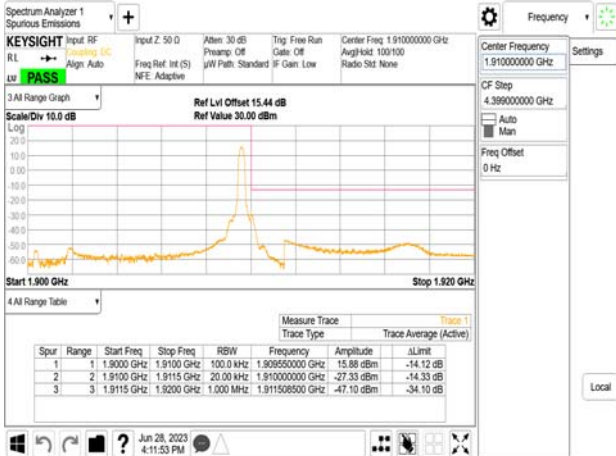 Spectrum Analyzer 1
Spurious Emissions
Frequency
KEYSIGHT Input: RF Input Z: 50 Ω Atten: 30 dB Trig: Free Run Center Freq: 1.910000000 GHz
RL Coupling: DC Preamp: Off Gate: Off Avg|Hold: 100/100
Align: Auto Freq Ref: Int (S) µW Path: Standard IF Gain: Low Radio Std: None
NFE: Adaptive
LVI PASS
3 All Range Graph
Ref Lvl Offset 15.44 dB
Scale/Div 10.0 dB Ref Value 30.00 dBm
Log
20.0
10.0
0.00
-10.0
-20.0
-30.0
-40.0
-50.0
-60.0
Start 1.900 GHz Stop 1.920 GHz
4 All Range Table
Measure Trace Trace 1
Trace Type Trace Average (Active)
Spur Range Start Freq Stop Freq RBW Frequency Amplitude ΔLimit
1 1 1.9000 GHz 1.9100 GHz 100.0 kHz 1.909550000 GHz 15.88 dBm -14.12 dB
2 2 1.9100 GHz 1.9115 GHz 20.00 kHz 1.910000000 GHz -27.33 dBm -14.33 dB
3 3 1.9115 GHz 1.9200 GHz 1.000 MHz 1.911508500 GHz -47.10 dBm -34.10 dB
Jun 28, 2023
4:11:53 PM
Center Frequency
1.910000000 GHz
Settings
CF Step
4.399000000 GHz
Auto
Man
Freq Offset
0 Hz
Local